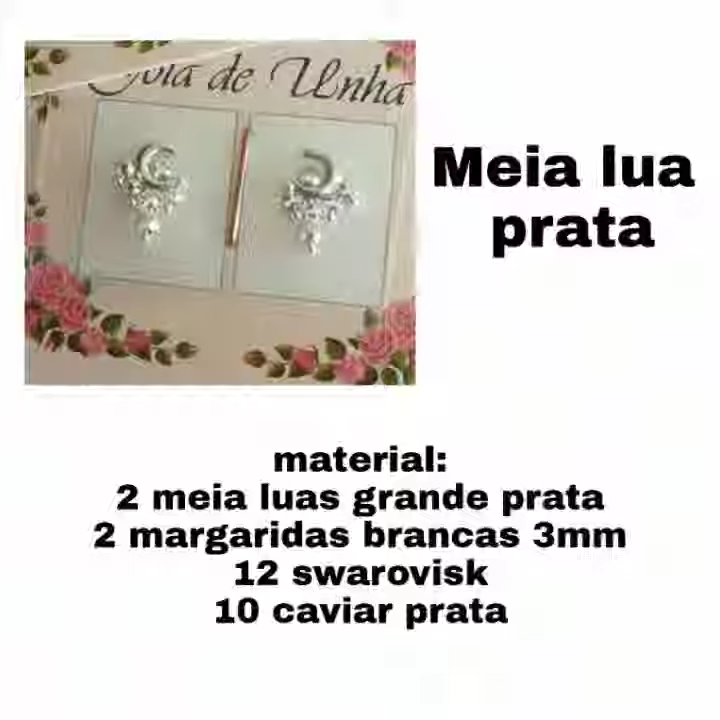 de Unha
Meia lua
prata
material:
2 meia luas grande prata
2 margaridas brancas 3mm
12 swarovisk
10 caviar prata